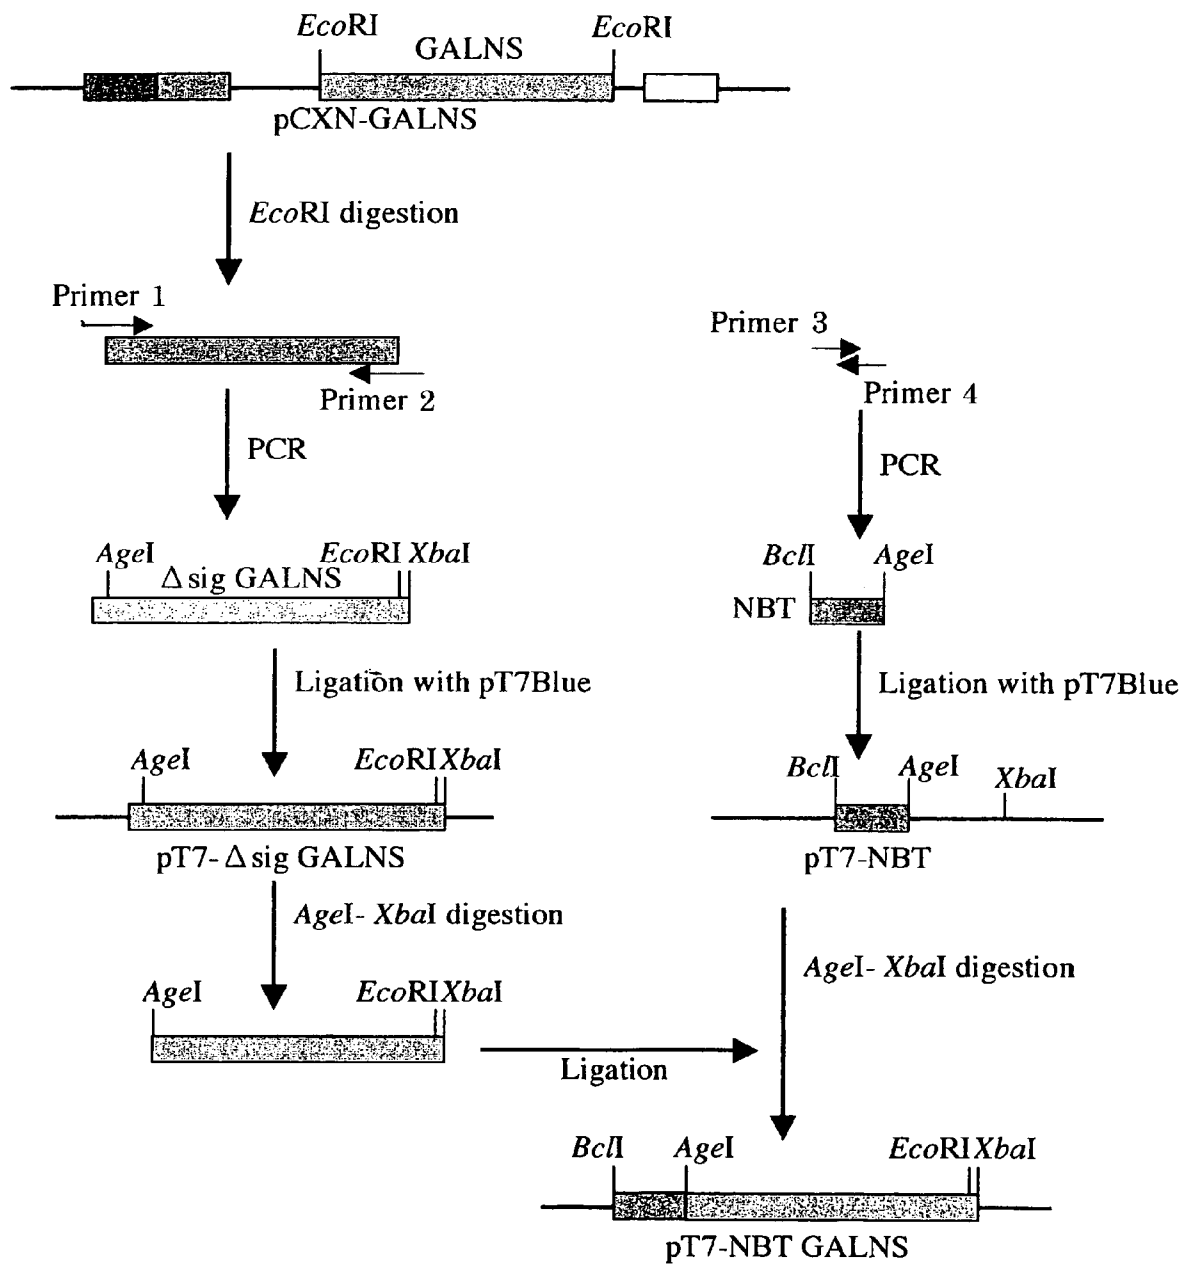 EcoRI GALNS EcoRI
pCXN-GALNS
EcoRI digestion
Primer 1
Primer 2
PCR
Primer 3
Primer 4
PCR
AgeI EcoRI XbaI
Δ sig GALNS
BclI AgeI
NBT
Ligation with pT7Blue
Ligation with pT7Blue
AgeI EcoRI XbaI
pT7-Δ sig GALNS
BclI AgeI XbaI
pT7-NBT
AgeI- XbaI digestion
AgeI- XbaI digestion
AgeI EcoRI XbaI
Ligation
BclI AgeI EcoRI XbaI
pT7-NBT GALNS